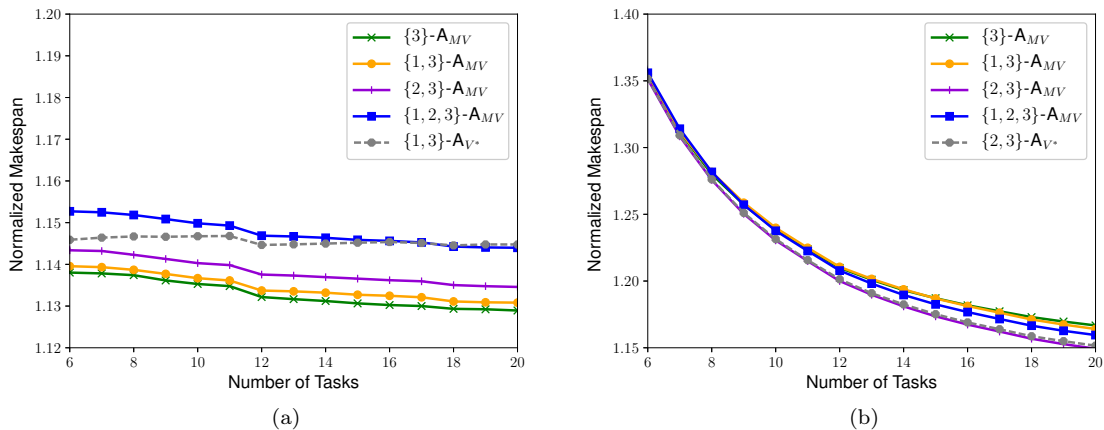 1.20
1.19
1.18
1.17
1.16
1.15
1.14
1.13
1.12
Normalized Makespan
6 8 10 12 14 16 18 20
Number of Tasks
{3}-A_MV
{1, 3}-A_MV
{2, 3}-A_MV
{1, 2, 3}-A_MV
{1, 3}-A_V*
(a)
1.40
1.35
1.30
1.25
1.20
1.15
Normalized Makespan
6 8 10 12 14 16 18 20
Number of Tasks
{3}-A_MV
{1, 3}-A_MV
{2, 3}-A_MV
{1, 2, 3}-A_MV
{2, 3}-A_V*
(b)